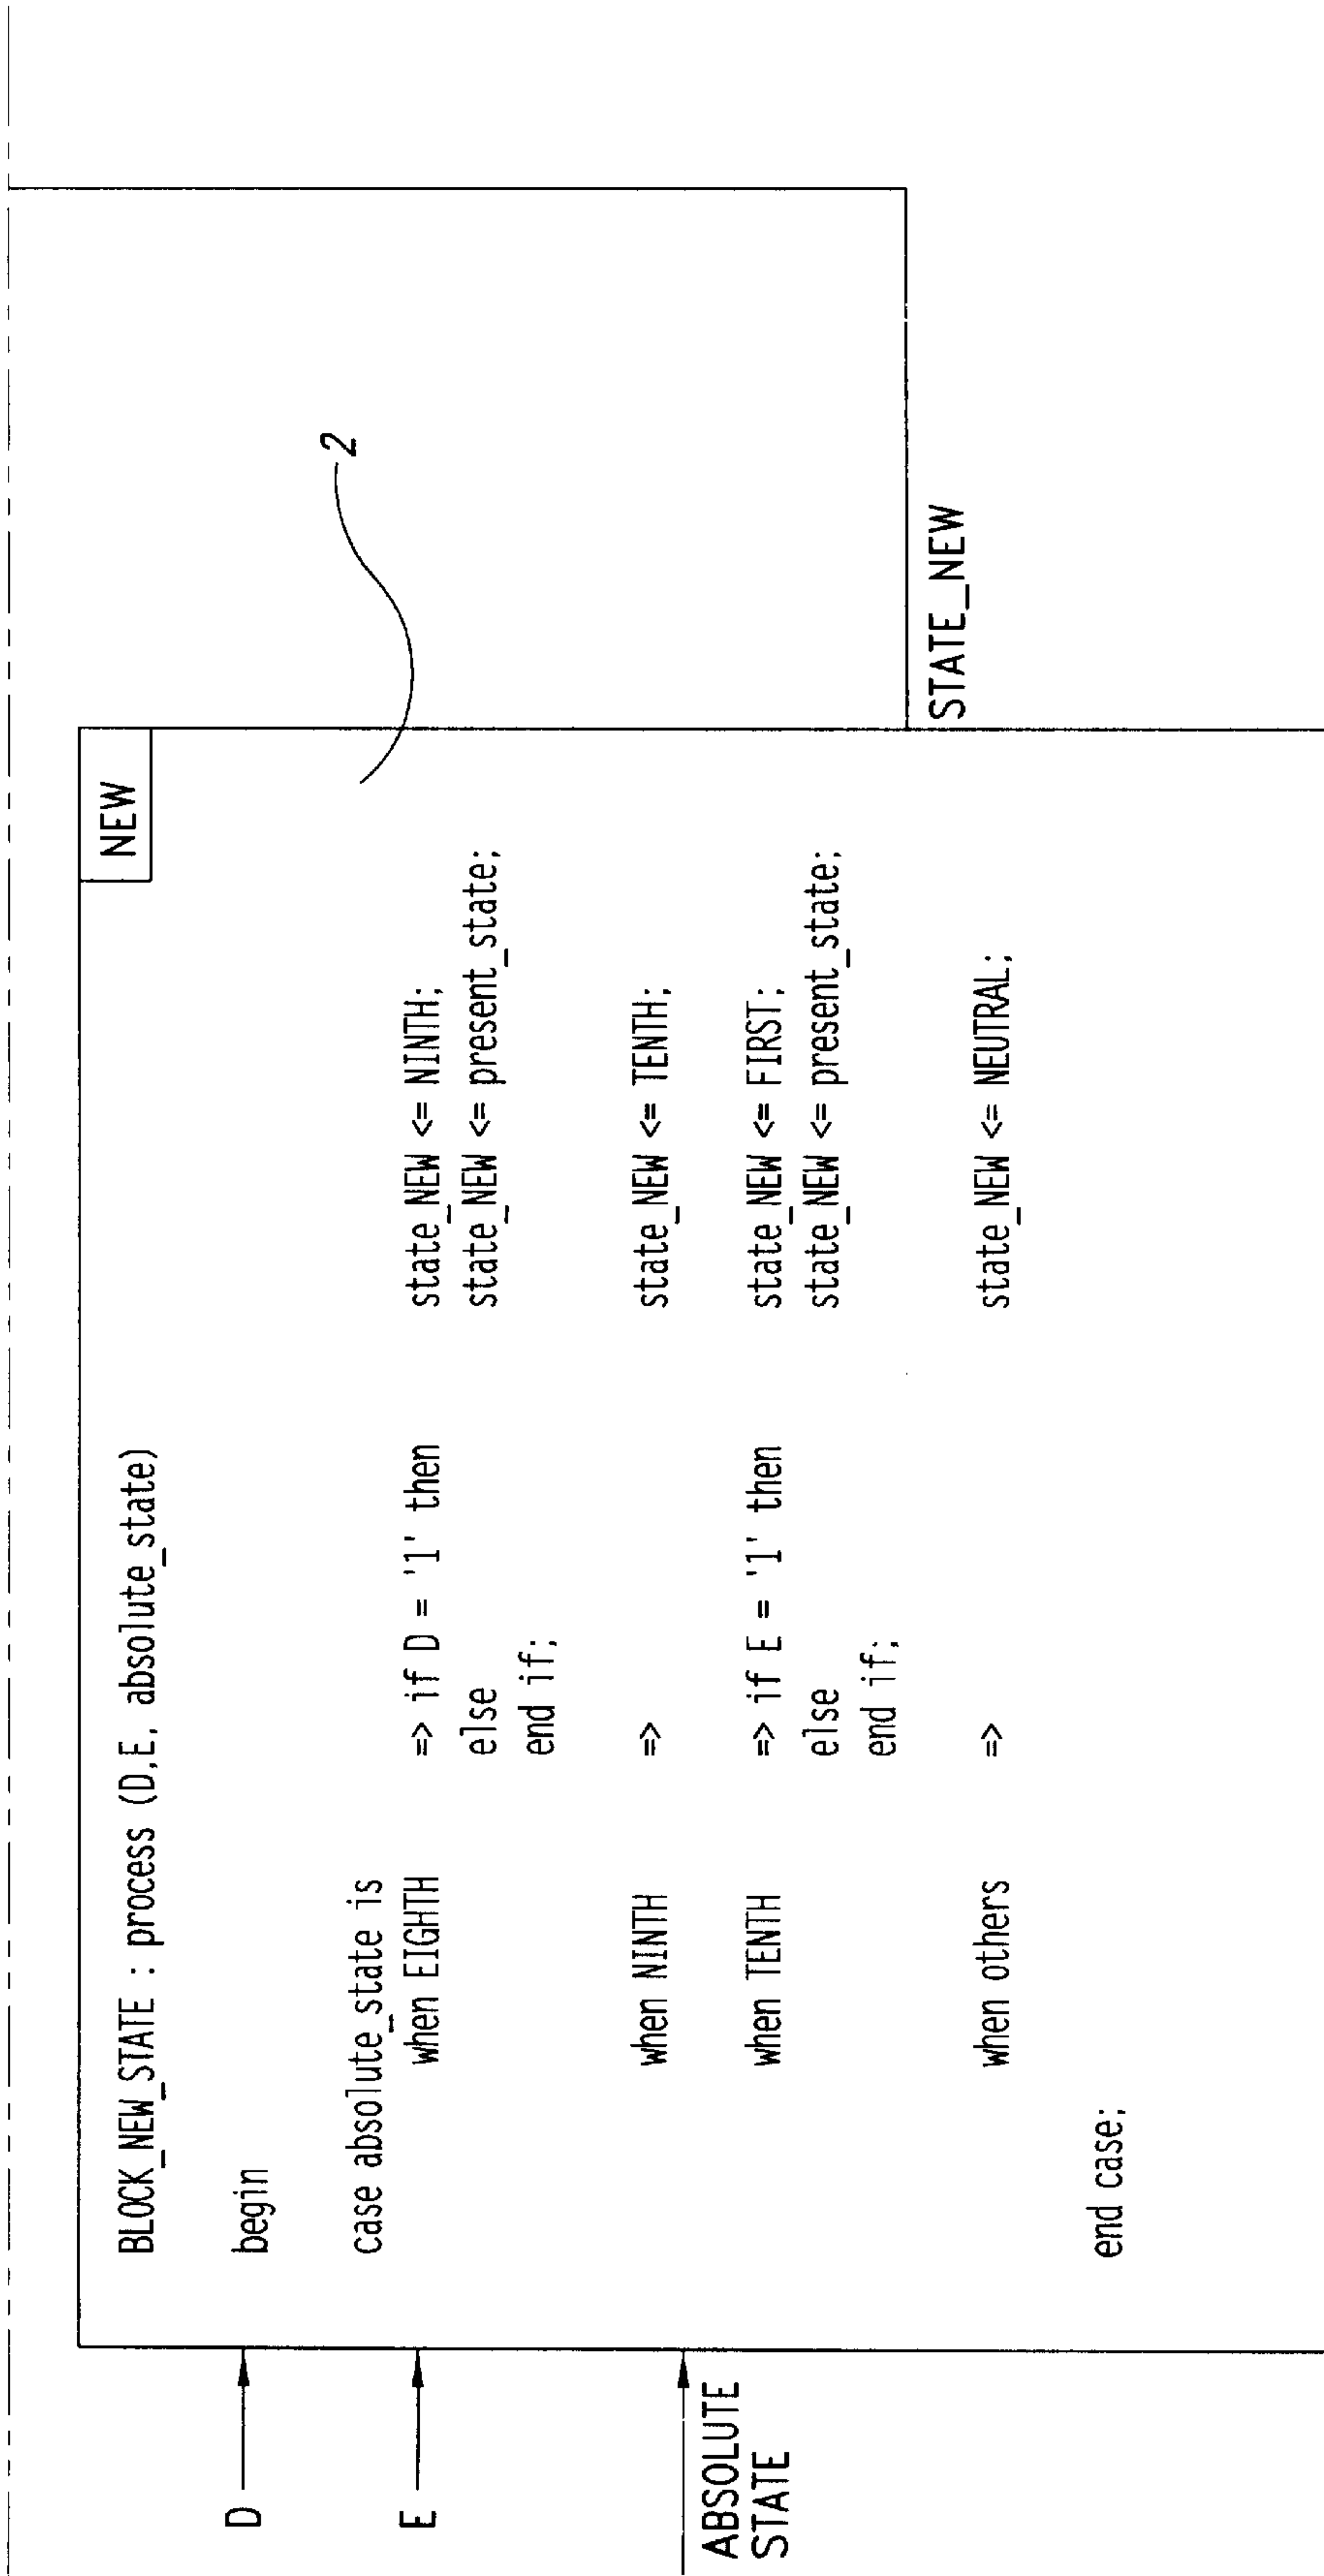 NEW
BLOCK_NEW_STATE : process (D,E, absolute_state)
D
begin
2
case absolute_state is
E
when EIGHTH => if D = '1' then state_NEW <= NINTH;
else state_NEW <= present_state;
end if;
when NINTH => state_NEW <= TENTH;
ABSOLUTE
STATE
when TENTH => if E = '1' then state_NEW <= FIRST;
else state_NEW <= present_state;
end if;
STATE_NEW
when others => state_NEW <= NEUTRAL;
end case;